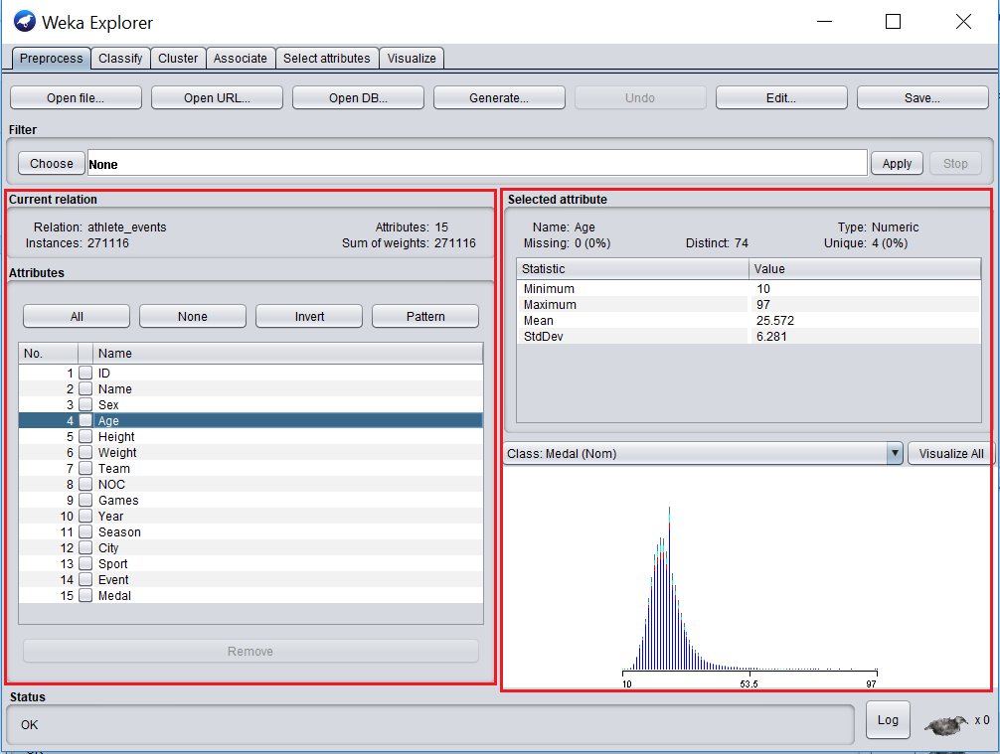 Weka Explorer
Preprocess Classify Cluster Associate Select attributes Visualize
Open file... Open URL... Open DB... Generate... Undo Edit... Save...
Filter
Choose None Apply Stop
Current relation
Relation: athlete_events Attributes: 15
Instances: 271116 Sum of weights: 271116
Attributes
All None Invert Pattern
No. Name
1 ID
2 Name
3 Sex
4 Age
5 Height
6 Weight
7 Team
8 NOC
9 Games
10 Year
11 Season
12 City
13 Sport
14 Event
15 Medal
Remove
Selected attribute
Name: Age Type: Numeric
Missing: 0 (0%) Distinct: 74 Unique: 4 (0%)
Statistic Value
Minimum 10
Maximum 97
Mean 25.572
StdDev 6.281
Class: Medal (Nom) Visualize All
10 53.5 97
Status
OK
Log x 0